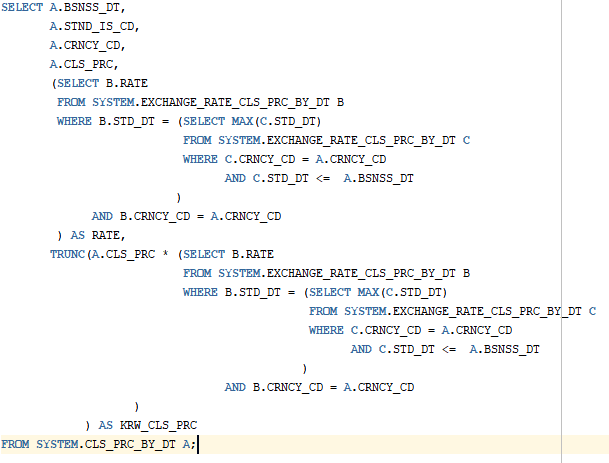 SELECT A.BSNSS_DT,
A.STND_IS_CD,
A.CRNCY_CD,
A.CLS_PRC,
(SELECT B.RATE
FROM SYSTEM.EXCHANGE_RATE_CLS_PRC_BY_DT B
WHERE B.STD_DT = (SELECT MAX(C.STD_DT)
FROM SYSTEM.EXCHANGE_RATE_CLS_PRC_BY_DT C
WHERE C.CRNCY_CD = A.CRNCY_CD
AND C.STD_DT <= A.BSNSS_DT
)
AND B.CRNCY_CD = A.CRNCY_CD
) AS RATE,
TRUNC(A.CLS_PRC * (SELECT B.RATE
FROM SYSTEM.EXCHANGE_RATE_CLS_PRC_BY_DT B
WHERE B.STD_DT = (SELECT MAX(C.STD_DT)
FROM SYSTEM.EXCHANGE_RATE_CLS_PRC_BY_DT C
WHERE C.CRNCY_CD = A.CRNCY_CD
AND C.STD_DT <= A.BSNSS_DT
)
AND B.CRNCY_CD = A.CRNCY_CD
)
) AS KRW_CLS_PRC
FROM SYSTEM.CLS_PRC_BY_DT A;